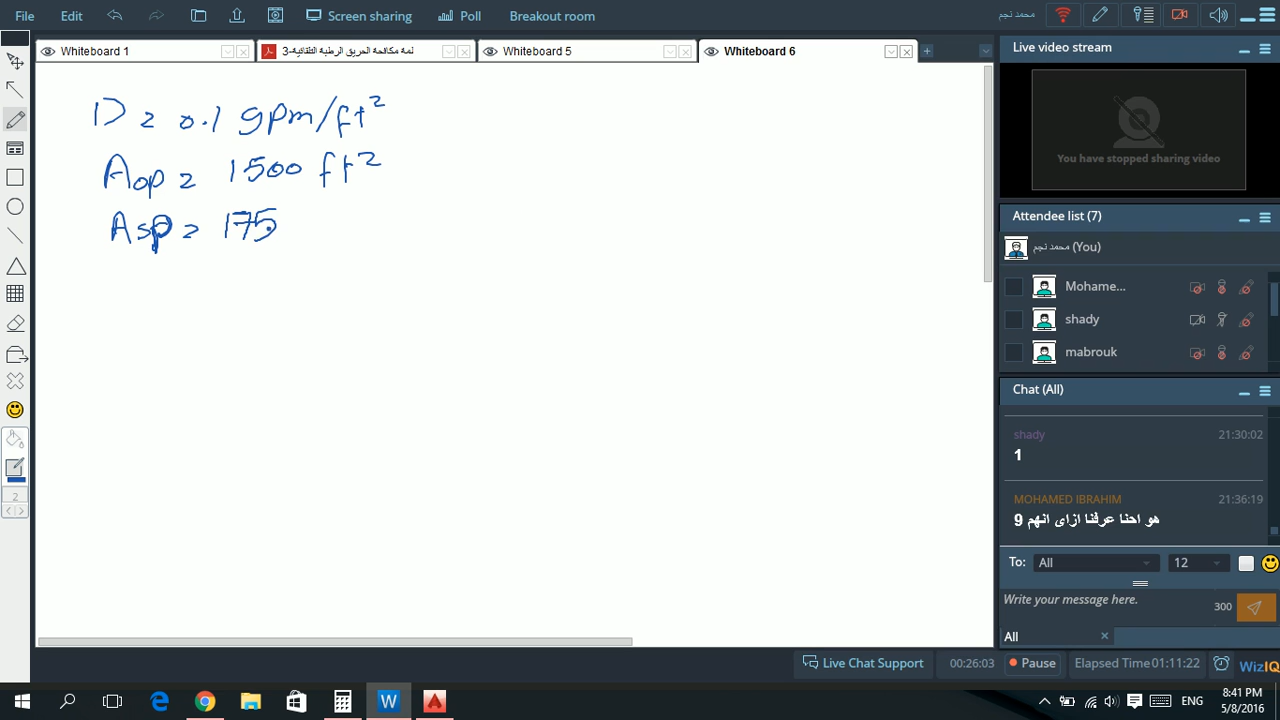 File Edit Screen sharing Poll Breakout room محمد نجم
Whiteboard 1
3-نمة مكافحه الحريق الرطبة التلقائية
Whiteboard 5
Whiteboard 6
D = 0.1 gpm/ft²
Aop = 1500 ft²
Asp = 175
2
Live video stream
You have stopped sharing video
Attendee list (7)
محمد نجم (You)
Mohame...
shady
mabrouk
Chat (All)
shady 21:30:02
1
MOHAMED IBRAHIM 21:36:19
هو احنا عرفنا ازاى انهم 9
To: All 12
Write your message here. 300
All
Live Chat Support 00:26:03 Pause Elapsed Time 01:11:22 WizIQ
ENG 8:41 PM
5/8/2016